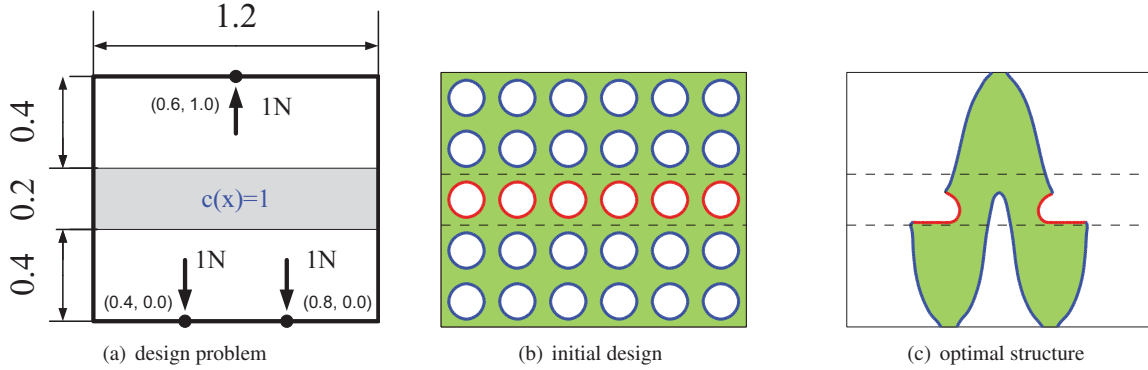 1.2
0.4
(0.6, 1.0)
1N
0.2
c(x)=1
0.4
1N
1N
(0.4, 0.0)
(0.8, 0.0)
(a) design problem
(b) initial design
(c) optimal structure